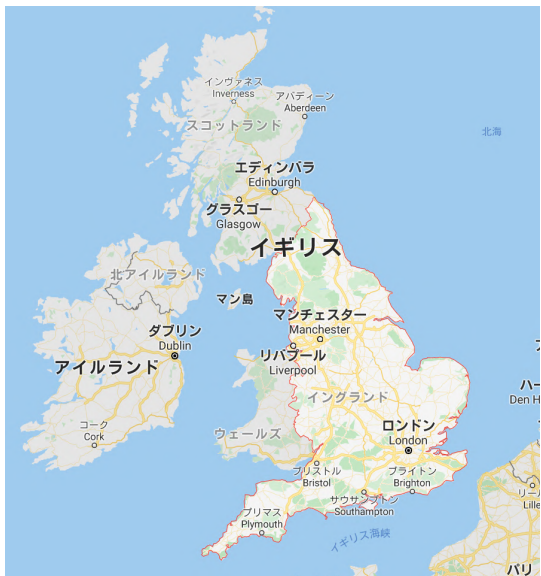 インヴァネス
Inverness
アバディーン
Aberdeen
スコットランド
北海
エディンバラ
Edinburgh
グラスゴー
Glasgow
イギリス
北アイルランド
マン島
マンチェスター
Manchester
ダブリン
Dublin
リバプール
Liverpool
アイルランド
ハー
Den H
イングランド
コーク
Cork
ウェールズ
ロンドン
London
ブリストル
Bristol
ブライトン
Brighton
サウサンプトン
Southampton
プリマス
Plymouth
イギリス海峡
リール
Lille
パリ